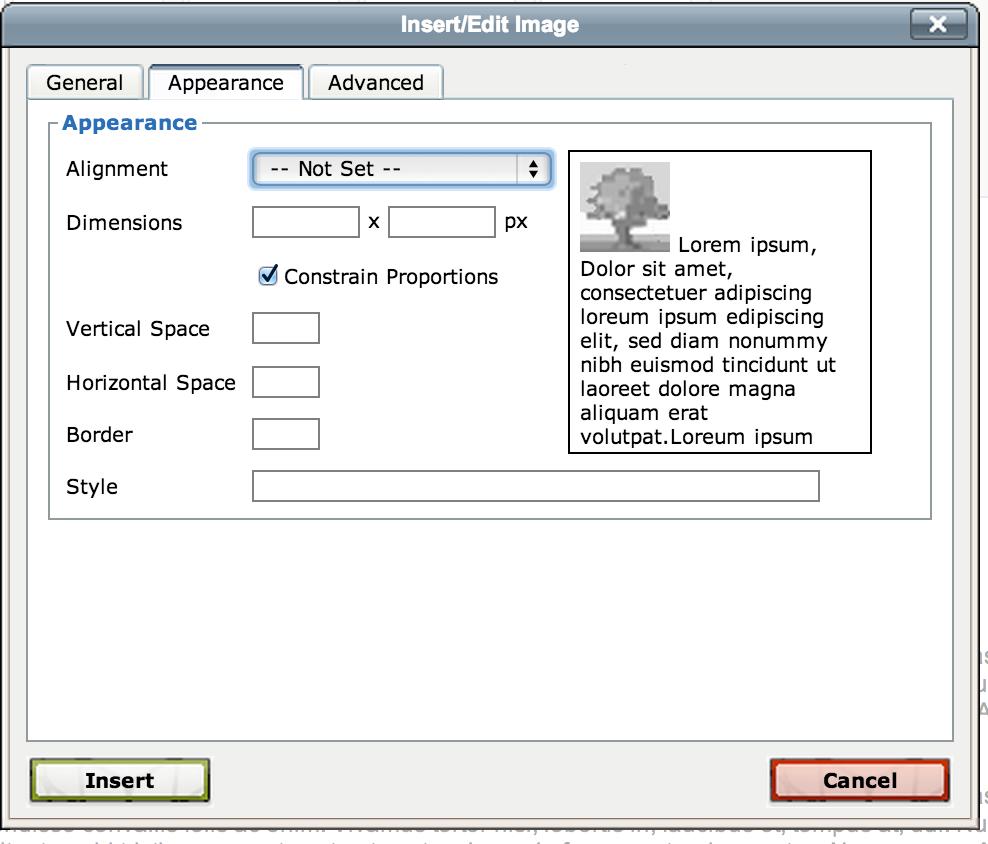 Insert/Edit Image
General
Appearance
Advanced
Appearance
Alignment
-- Not Set --
Dimensions
x
px
Constrain Proportions
Vertical Space
Horizontal Space
Border
Style
Lorem ipsum,
Dolor sit amet,
consectetuer adipiscing
loreum ipsum edipiscing
elit, sed diam nonummy
nibh euismod tincidunt ut
laoreet dolore magna
aliquam erat
volutpat.Loreum ipsum
Insert
Cancel